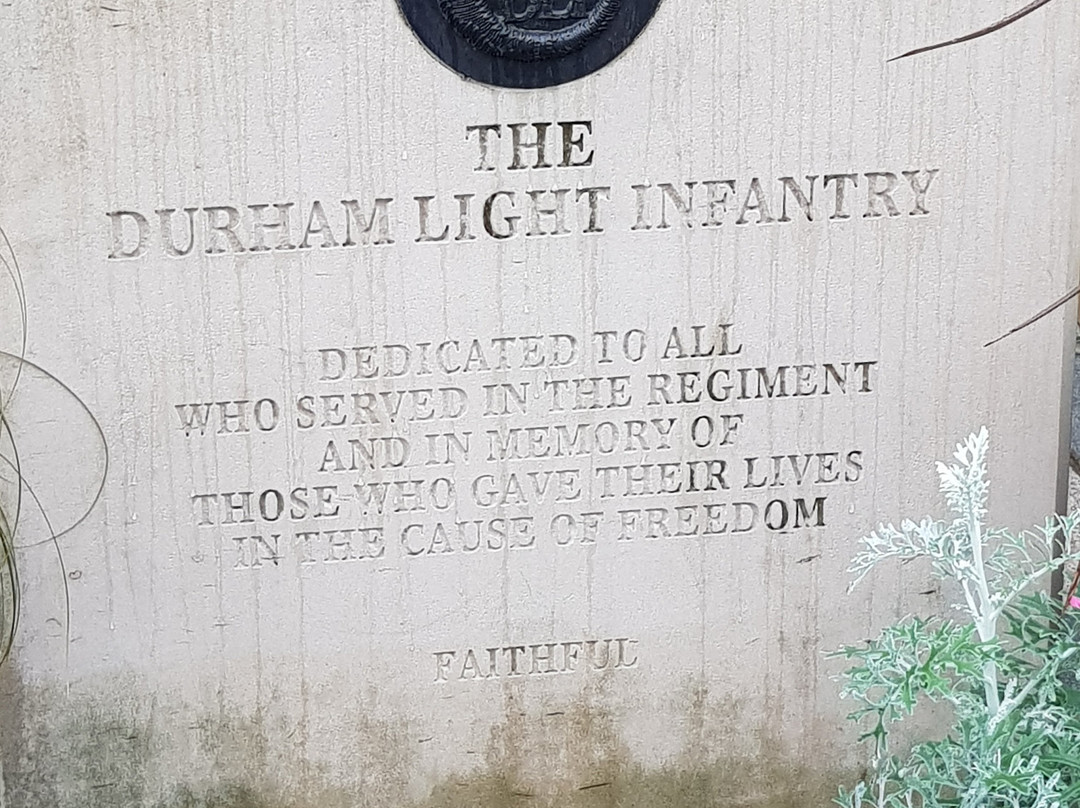 THE
DURHAM LIGHT INFANTRY
DEDICATED TO ALL
WHO SERVED IN THE REGIMENT
AND IN MEMORY OF
THOSE WHO GAVE THEIR LIVES
IN THE CAUSE OF FREEDOM
FAITHFUL